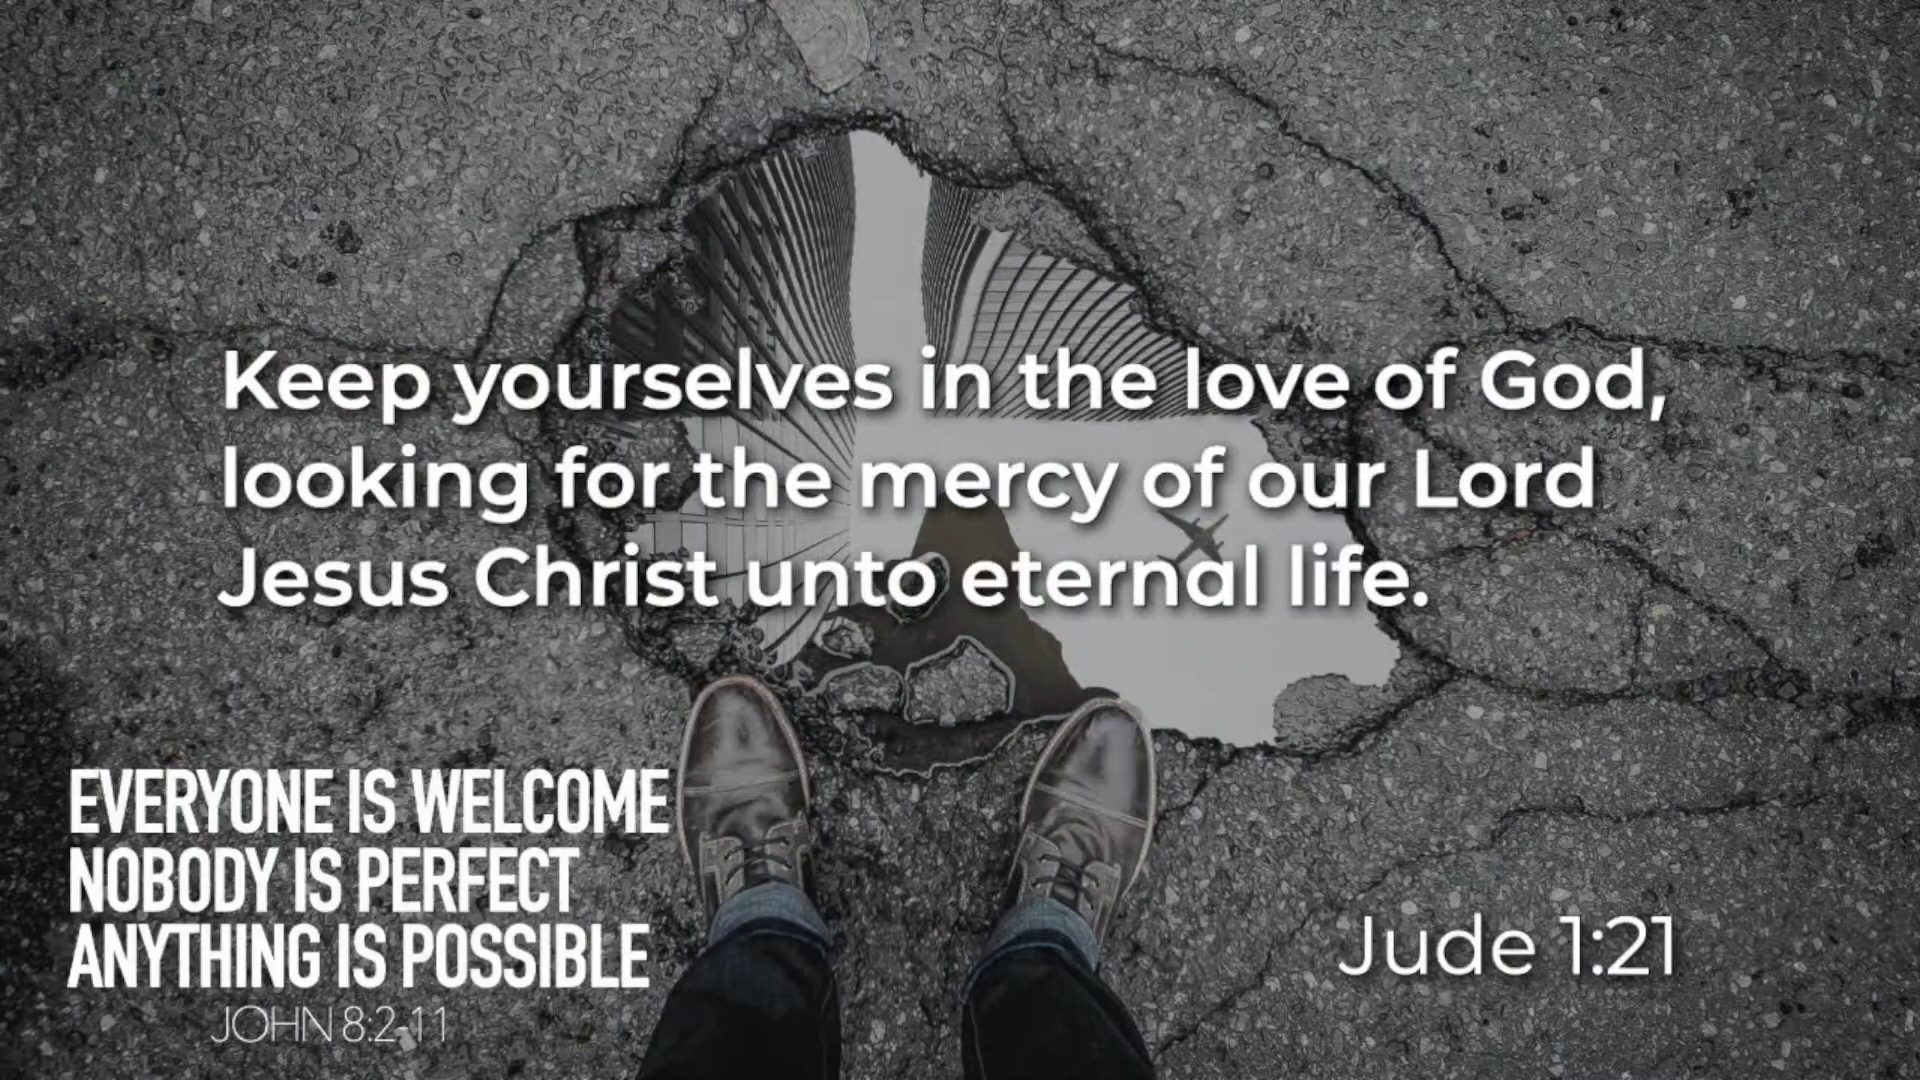 Keep yourselves in the love of God,
looking for the mercy of our Lord
Jesus Christ unto eternal life.
EVERYONE IS WELCOME
NOBODY IS PERFECT
ANYTHING IS POSSIBLE
JOHN 8:2-11
Jude 1:21